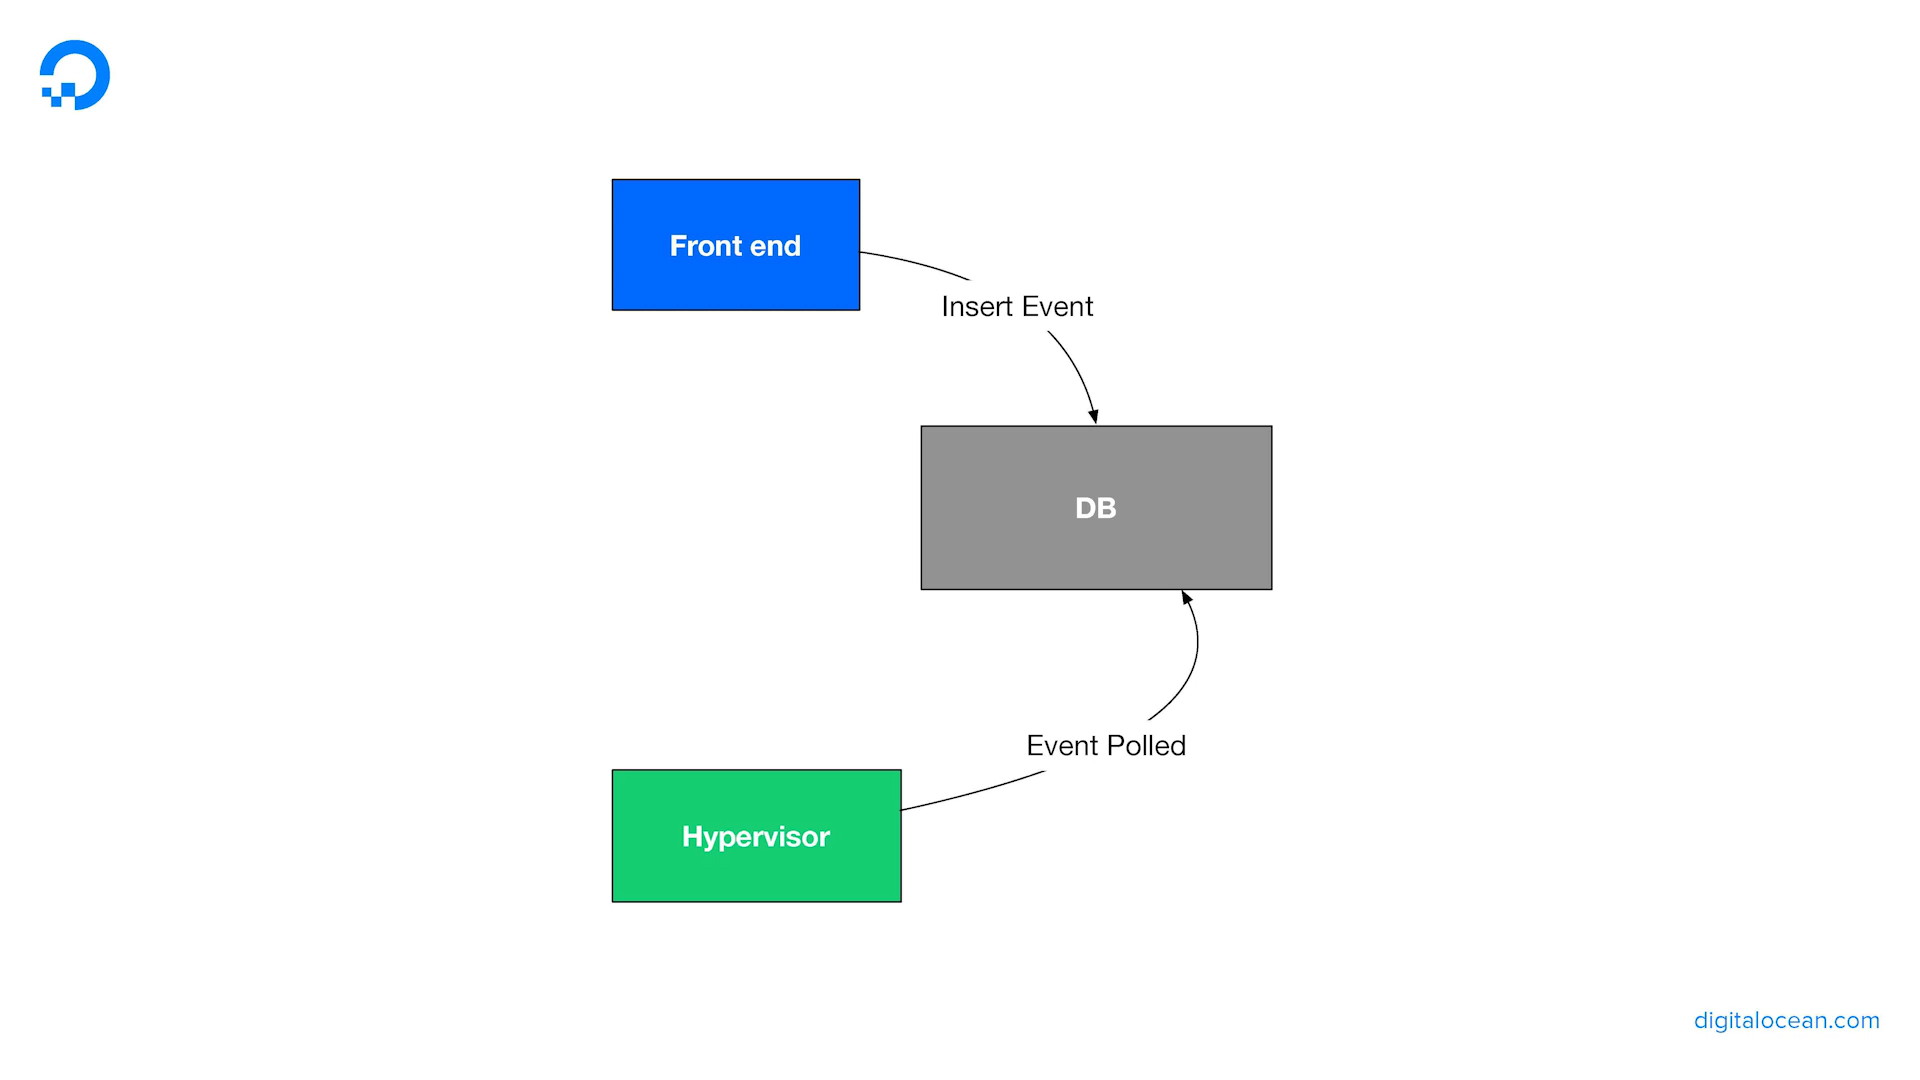 Front end
Insert Event
DB
Event Polled
Hypervisor
digitalocean.com